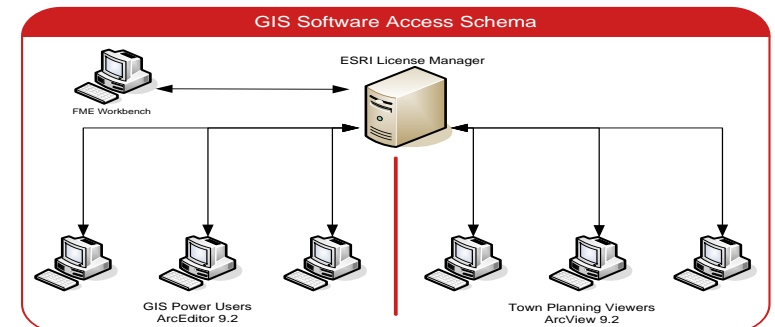 GIS Software Access Schema
ESRI License Manager
FME Workbench
GIS Power Users
ArcEditor 9.2
Town Planning Viewers
ArcView 9.2